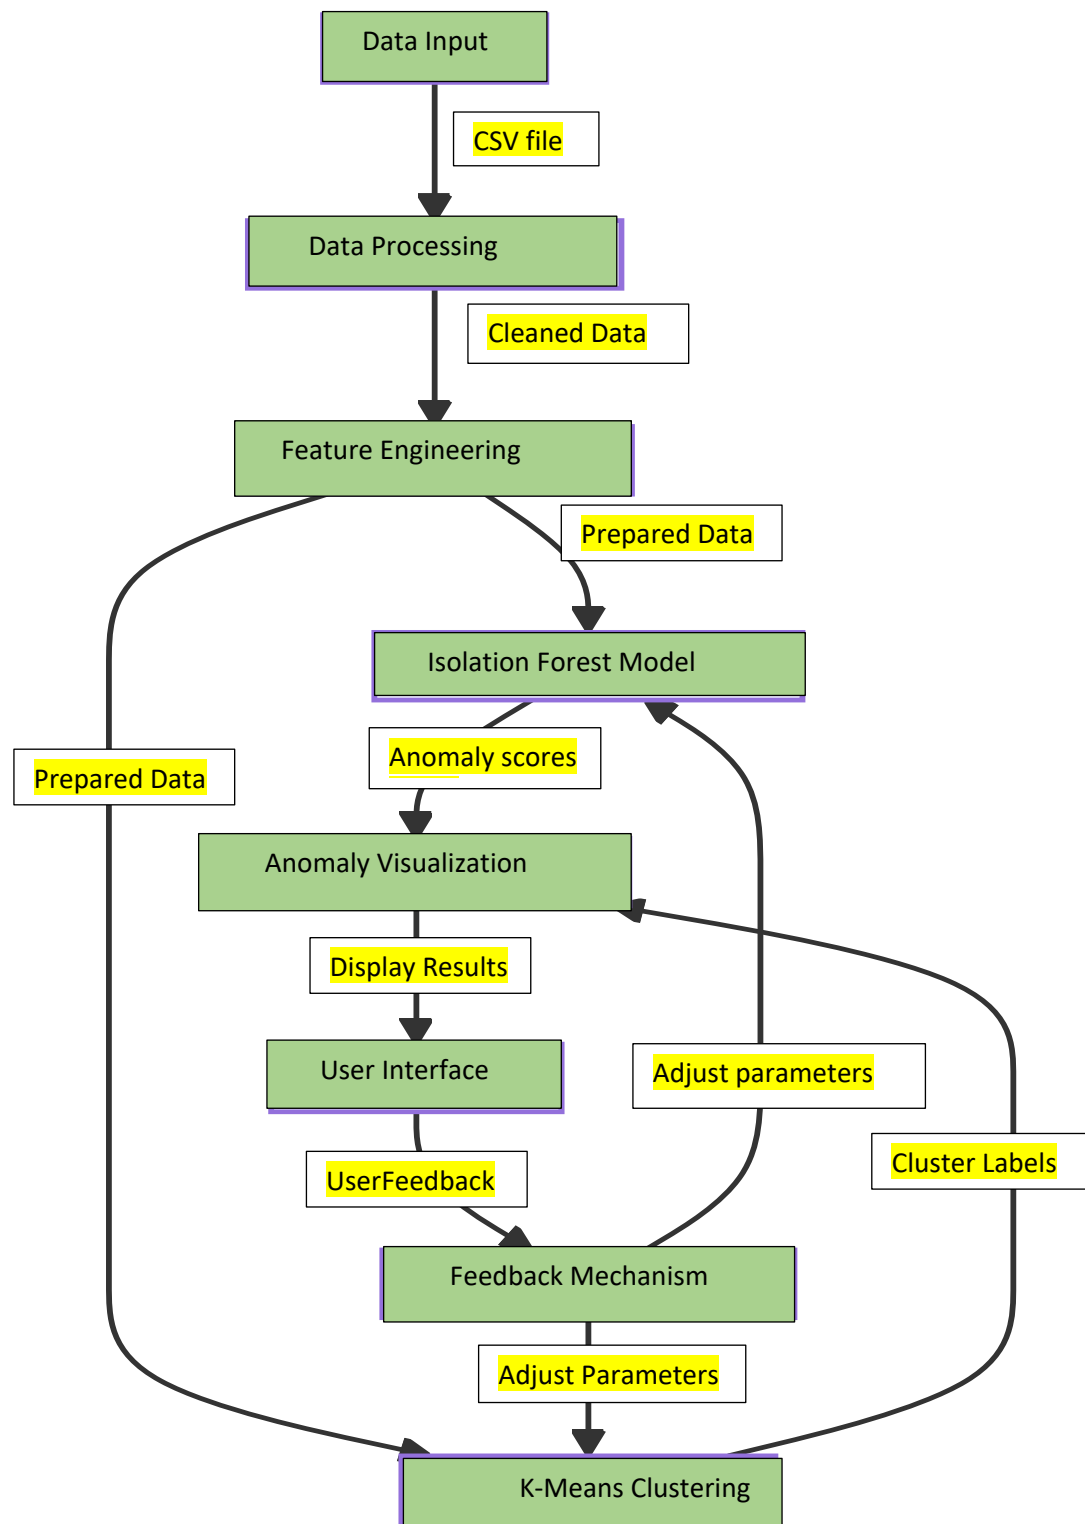 Data Input
CSV file
Data Processing
Cleaned Data
Feature Engineering
Prepared Data
Isolation Forest Model
Anomaly scores
Prepared Data
Anomaly Visualization
Display Results
User Interface
Adjust parameters
Cluster Labels
UserFeedback
Feedback Mechanism
Adjust Parameters
K-Means Clustering